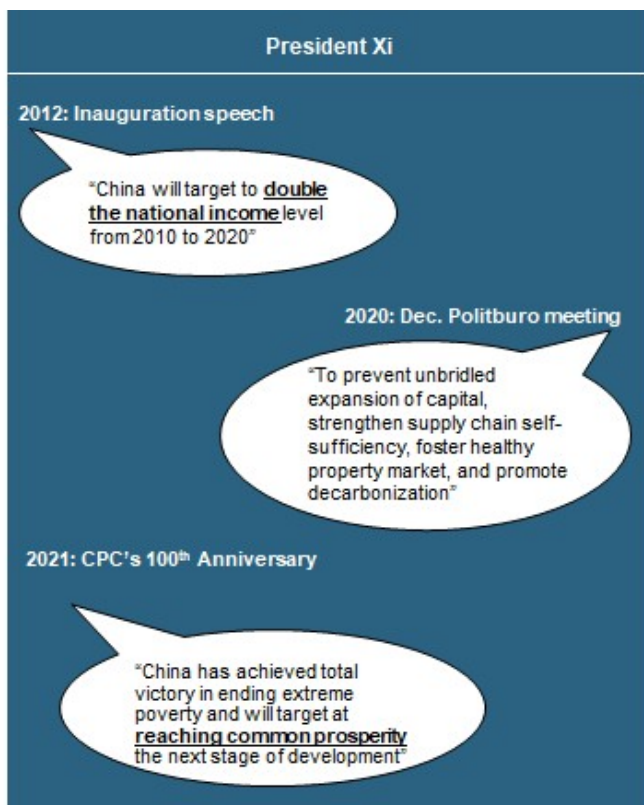 President Xi
2012: Inauguration speech
“China will target to double
the national income level
from 2010 to 2020”
2020: Dec. Politburo meeting
“To prevent unbridled
expansion of capital,
strengthen supply chain self-
sufficiency, foster healthy
property market, and promote
decarbonization”
2021: CPC’s 100th Anniversary
“China has achieved total
victory in ending extreme
poverty and will target at
reaching common prosperity
the next stage of development”